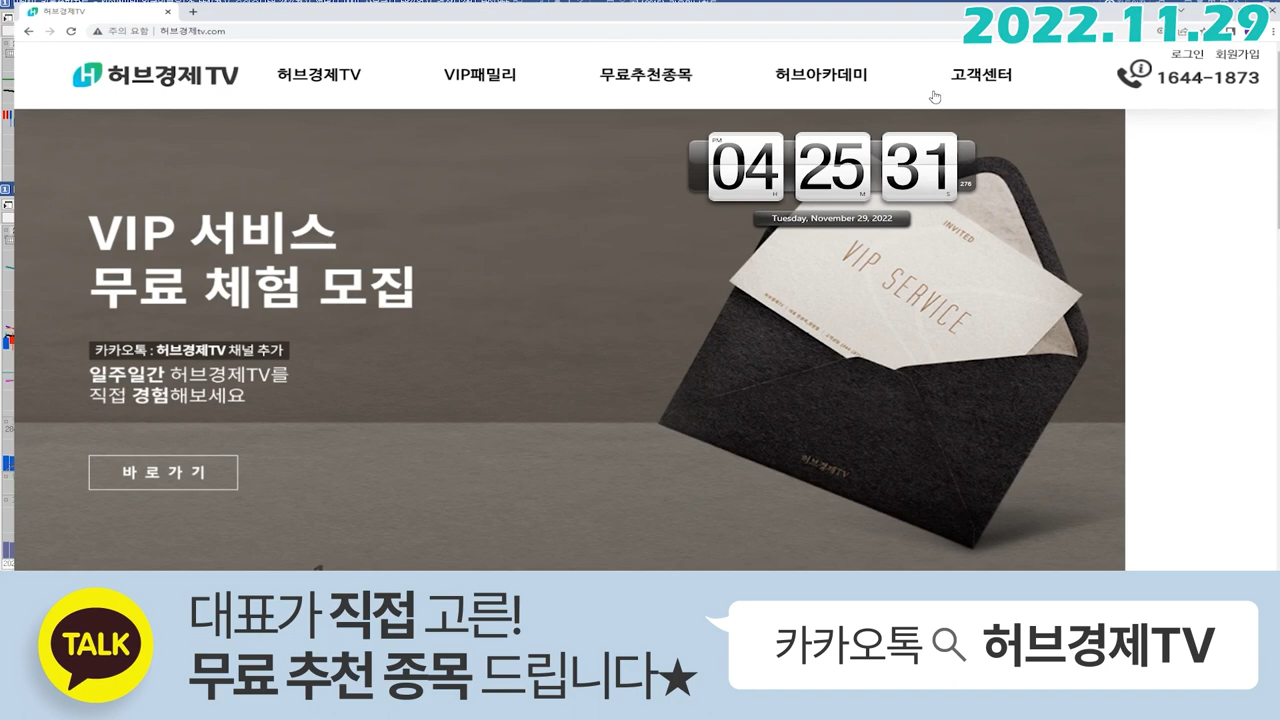 허브경제TV
2022.11.29
주의 요함 | 허브경제tv.com
로그인 회원가입
허브경제TV
허브경제TV VIP패밀리 무료추천종목 허브아카데미 고객센터
1644-1873
PM
04 25 31
H M S
276
Tuesday, November 29, 2022
INVITED
VIP SERVICE
허브경제TV
VIP 서비스
무료 체험 모집
카카오톡 : 허브경제TV 채널 추가
일주일간 허브경제TV를
직접 경험해보세요
바로가기
TALK
대표가 직접 고른!
무료 추천 종목 드립니다★
카카오톡 허브경제TV